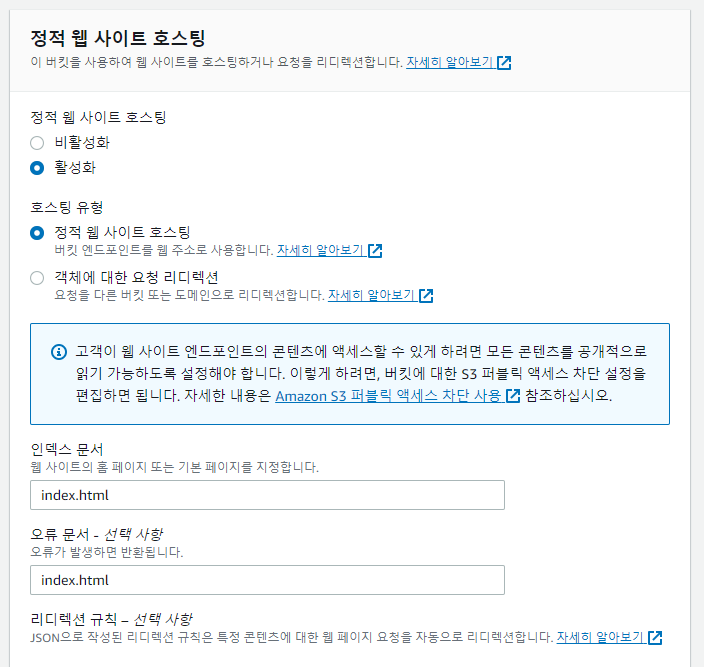 정적 웹 사이트 호스팅
이 버킷을 사용하여 웹 사이트를 호스팅하거나 요청을 리디렉션합니다. 자세히 알아보기
정적 웹 사이트 호스팅
비활성화
활성화
호스팅 유형
정적 웹 사이트 호스팅
버킷 엔드포인트를 웹 주소로 사용합니다. 자세히 알아보기
객체에 대한 요청 리디렉션
요청을 다른 버킷 또는 도메인으로 리디렉션합니다. 자세히 알아보기
고객이 웹 사이트 엔드포인트의 콘텐츠에 액세스할 수 있게 하려면 모든 콘텐츠를 공개적으로
읽기 가능하도록 설정해야 합니다. 이렇게 하려면, 버킷에 대한 S3 퍼블릭 액세스 차단 설정을
편집하면 됩니다. 자세한 내용은 Amazon S3 퍼블릭 액세스 차단 사용 참조하십시오.
인덱스 문서
웹 사이트의 홈 페이지 또는 기본 페이지를 지정합니다.
index.html
오류 문서 - 선택 사항
오류가 발생하면 반환됩니다.
index.html
리디렉션 규칙 – 선택 사항
JSON으로 작성된 리디렉션 규칙은 특정 콘텐츠에 대한 웹 페이지 요청을 자동으로 리디렉션합니다. 자세히 알아보기